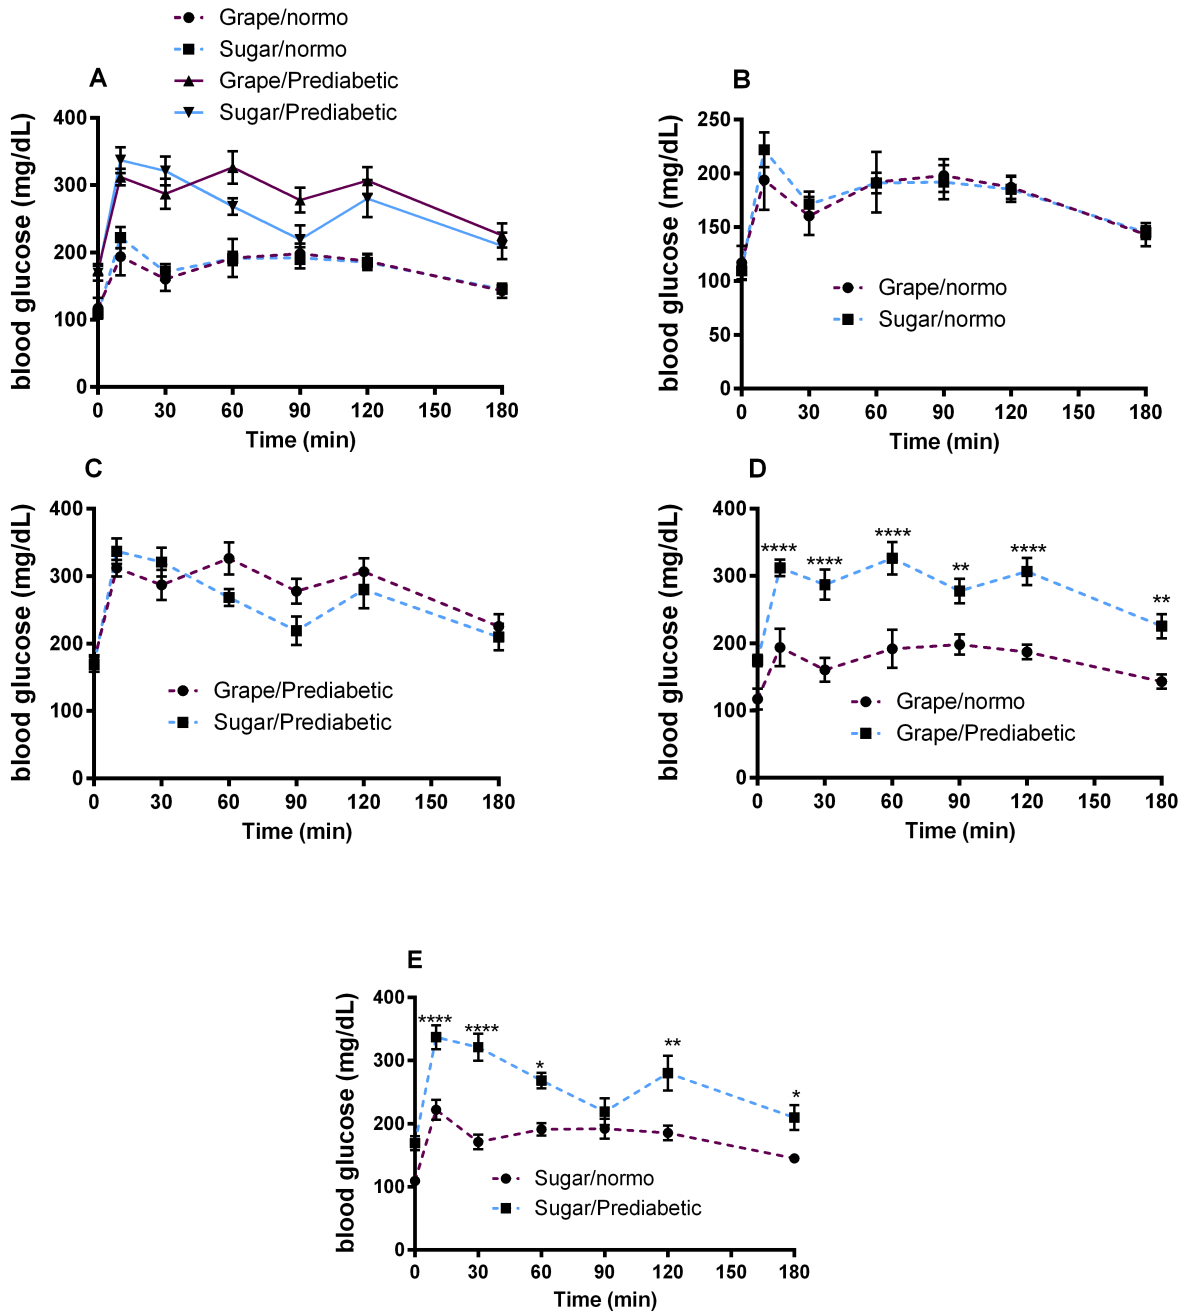 Grape/normo
Sugar/normo
Grape/Prediabetic
Sugar/Prediabetic
A
400
300
200
100
0
blood glucose (mg/dL)
0 30 60 90 120 150 180
Time (min)
B
250
200
150
100
50
0
blood glucose (mg/dL)
Grape/normo
Sugar/normo
0 30 60 90 120 150 180
Time (min)
C
400
300
200
100
0
blood glucose (mg/dL)
Grape/Prediabetic
Sugar/Prediabetic
0 30 60 90 120 150 180
Time (min)
D
400
300
200
100
0
blood glucose (mg/dL)
**** **** **** ** **** **
Grape/normo
Grape/Prediabetic
0 30 60 90 120 150 180
Time (min)
E
400
300
200
100
0
blood glucose (mg/dL)
**** **** * ** *
Sugar/normo
Sugar/Prediabetic
0 30 60 90 120 150 180
Time (min)